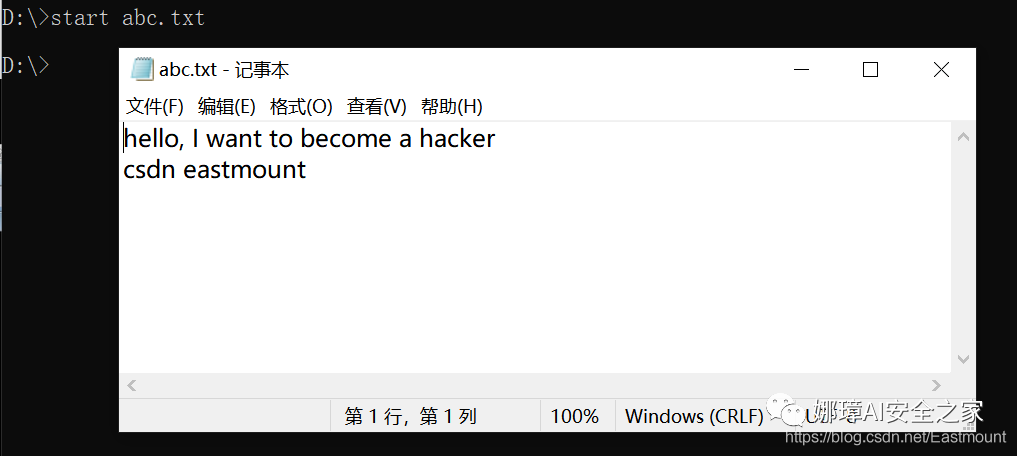 D:\>start abc.txt
D:\>
abc.txt - 记事本
文件(F) 编辑(E) 格式(O) 查看(V) 帮助(H)
hello, I want to become a hacker
csdn eastmount
第 1 行，第 1 列 100% Windows (CRLF)
娜璋AI安全之家
https://blog.csdn.net/Eastmount